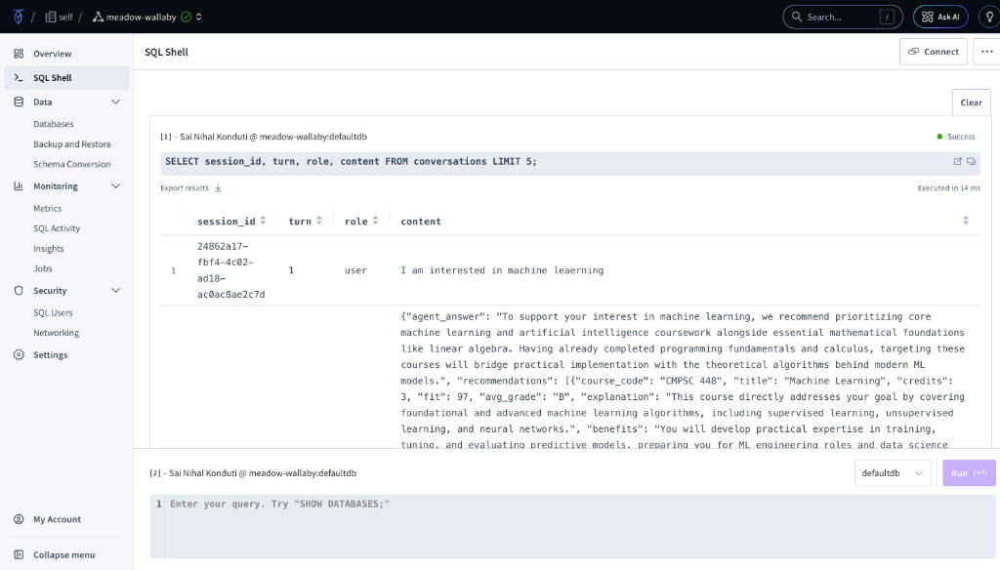 / self / meadow-wallaby
Search... /
Ask AI
Overview
SQL Shell
Data
Databases
Backup and Restore
Schema Conversion
Monitoring
Metrics
SQL Activity
Insights
Jobs
Security
SQL Users
Networking
Settings
My Account
Collapse menu
SQL Shell
Connect
Clear
[1] - Sai Nihal Konduti @ meadow-wallaby:defaultdb
Success
SELECT session_id, turn, role, content FROM conversations LIMIT 5;
Export results
Executed in 14 ms
session_id turn role content
24862a17-
fbf4-4c02-
1 1 user I am interested in machine leaerning
ad18-
ac0ac8ae2c7d
{"agent_answer": "To support your interest in machine learning, we recommend prioritizing core
machine learning and artificial intelligence coursework alongside essential mathematical foundations
like linear algebra. Having already completed programming fundamentals and calculus, targeting these
courses will bridge practical implementation with the theoretical algorithms behind modern ML
models.", "recommendations": [{"course_code": "CMPSC 448", "title": "Machine Learning", "credits":
3, "fit": 97, "avg_grade": "B", "explanation": "This course directly addresses your goal by covering
foundational and advanced machine learning algorithms, including supervised learning, unsupervised
learning, and neural networks.", "benefits": "You will develop practical expertise in training,
tuning, and evaluating predictive models, preparing you for ML engineering roles and data science
[2] - Sai Nihal Konduti @ meadow-wallaby:defaultdb
defaultdb
Run (↵)
1 Enter your query. Try "SHOW DATABASES;"